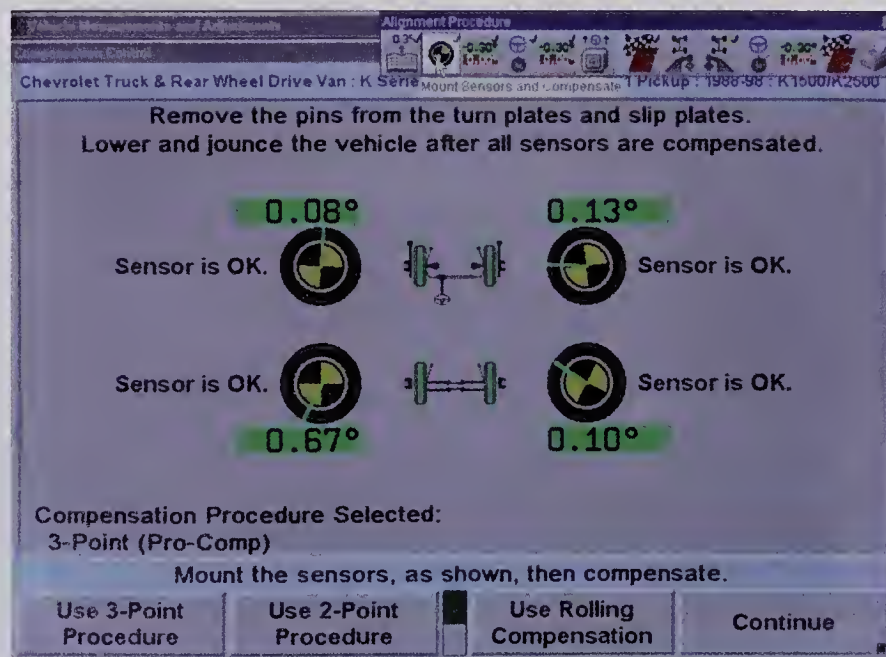 Alignment Procedure
Chevrolet Truck & Rear Wheel Drive Van : K Serie
Mount Sensors and Compensate
Pickup : 1988-98 : K1500/K2500
Remove the pins from the turn plates and slip plates.
Lower and jounce the vehicle after all sensors are compensated.
0.08° 0.13°
Sensor is OK. Sensor is OK.
Sensor is OK. Sensor is OK.
0.67° 0.10°
Compensation Procedure Selected:
3-Point (Pro-Comp)
Mount the sensors, as shown, then compensate.
Use 3-Point Procedure
Use 2-Point Procedure
Use Rolling Compensation
Continue